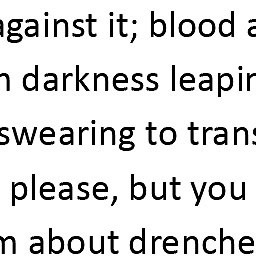 against it; blood a
n darkness leapin
swearing to trans
please, but you
m about drenche